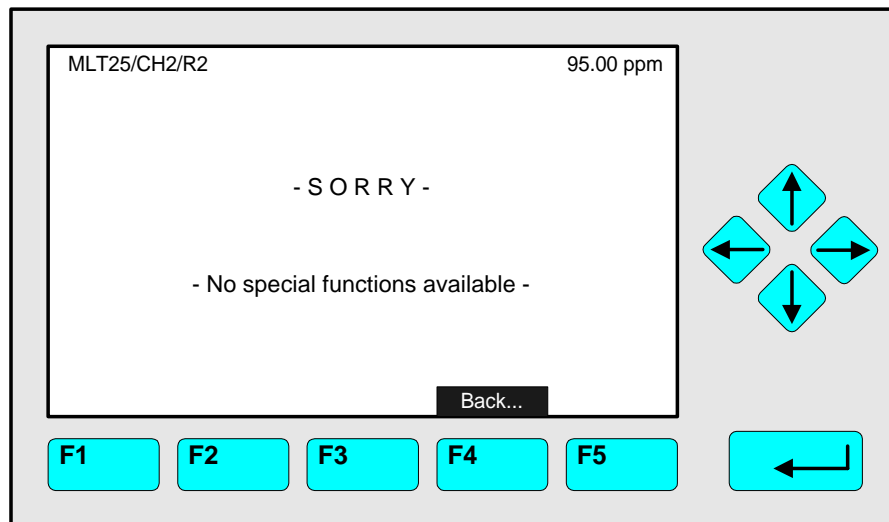 MLT25/CH2/R2 95.00 ppm
- S O R R Y -
- No special functions available -
Back...
F1 F2 F3 F4 F5